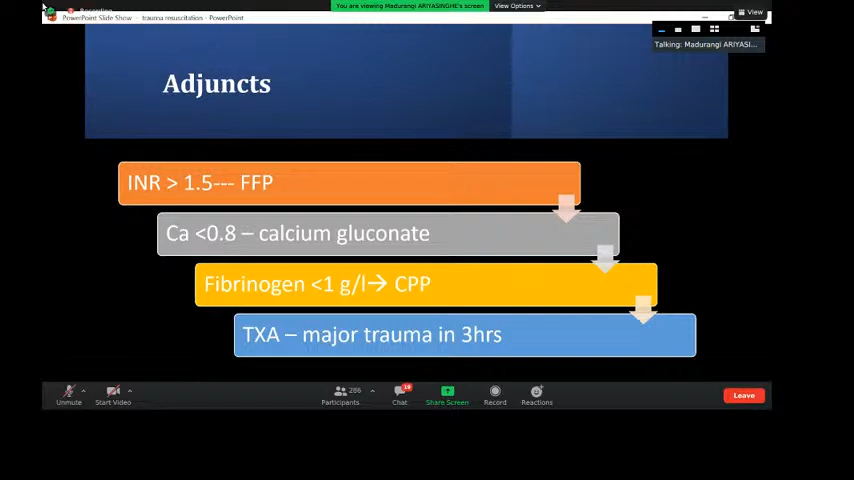 Recording
You are viewing Madurangi ARIYASINGHE's screen
View Options
View
PowerPoint Slide Show - trauma resuscitation - PowerPoint
Talking: Madurangi ARIYASI...
Adjuncts
INR > 1.5--- FFP
Ca <0.8 – calcium gluconate
Fibrinogen <1 g/l→ CPP
TXA – major trauma in 3hrs
Unmute
Start Video
286
Participants
19
Chat
Share Screen
Record
Reactions
Leave